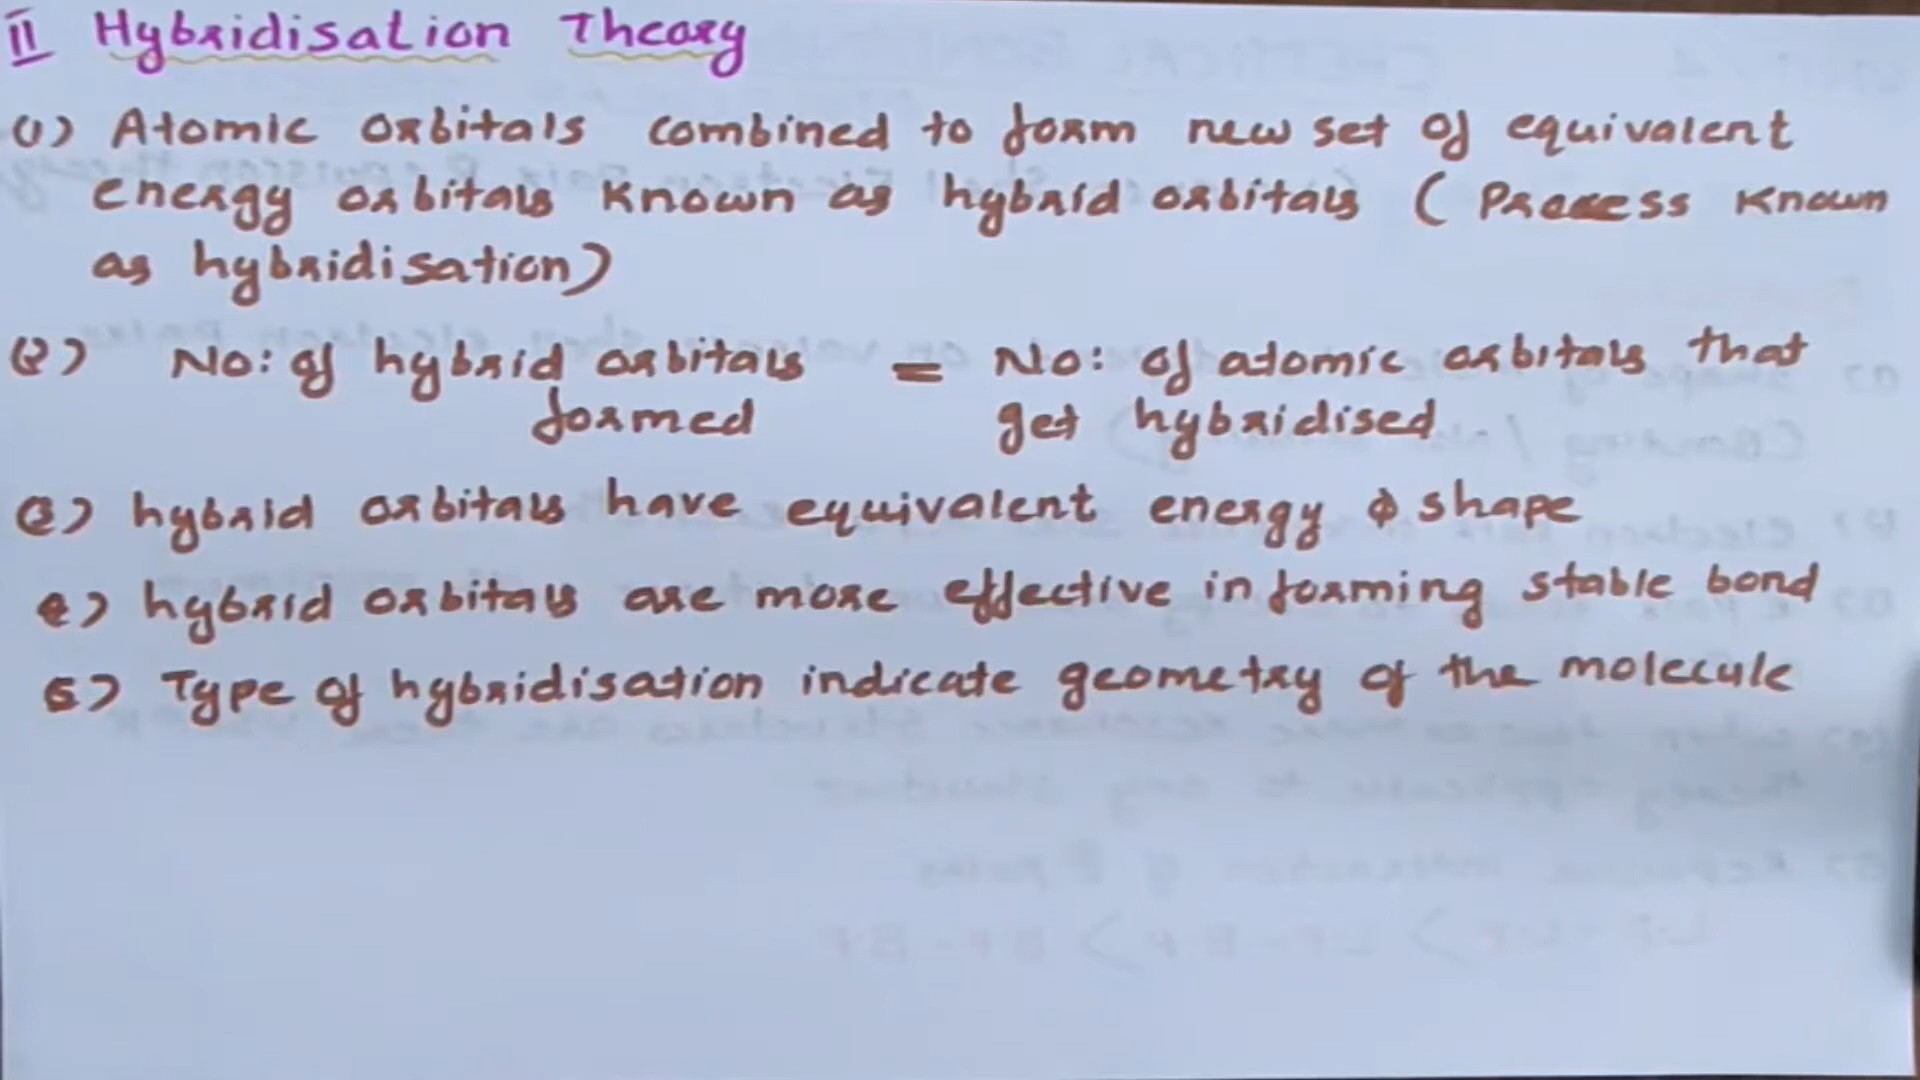 II Hybridisation Theory
(1) Atomic orbitals combined to form new set of equivalent
energy orbitals known as hybrid orbitals ( Process known
as hybridisation)
(2) No: of hybrid orbitals = No: of atomic orbitals that
formed get hybridised
(3) hybrid orbitals have equivalent energy & shape
4) hybrid orbitals are more effective in forming stable bond
5) Type of hybridisation indicate geometry of the molecule